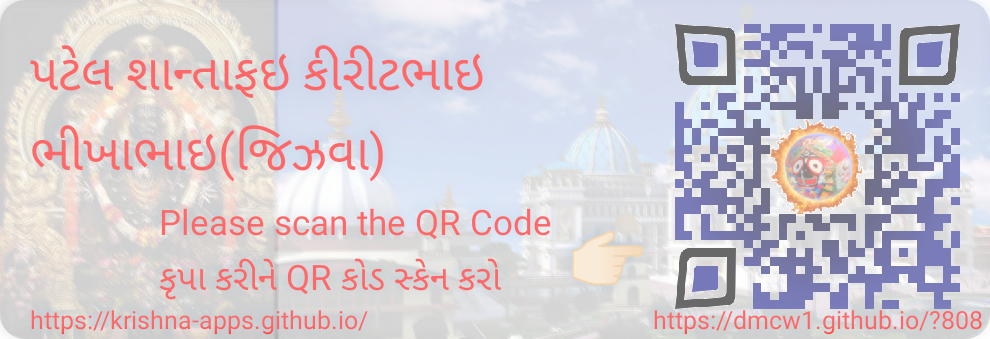 પટેલ શાન્તાફઇ કીરીટભાઇ
ભીખાભાઇ(જિઝવા)
Please scan the QR Code
કૃપા કરીને QR કોડ સ્કેન કરો
https://krishna-apps.github.io/
https://dmcw1.github.io/?808